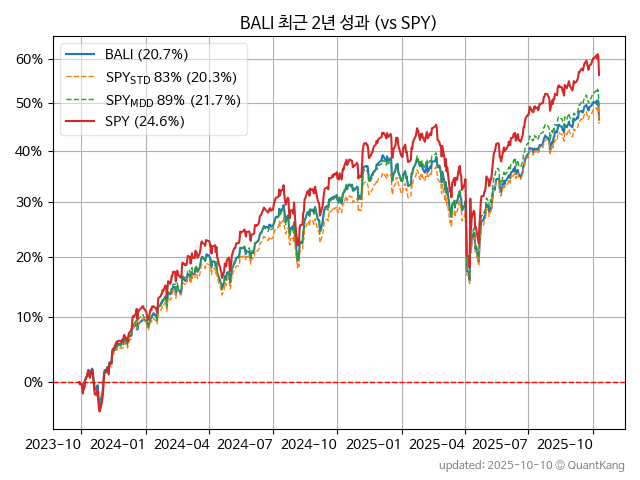 BALI 최근 2년 성과 (vs SPY)
BALI (20.7%)
SPY_STD 83% (20.3%)
SPY_MDD 89% (21.7%)
SPY (24.6%)
60%
50%
40%
30%
20%
10%
0%
2023-10 2024-01 2024-04 2024-07 2024-10 2025-01 2025-04 2025-07 2025-10
updated: 2025-10-10 © QuantKang